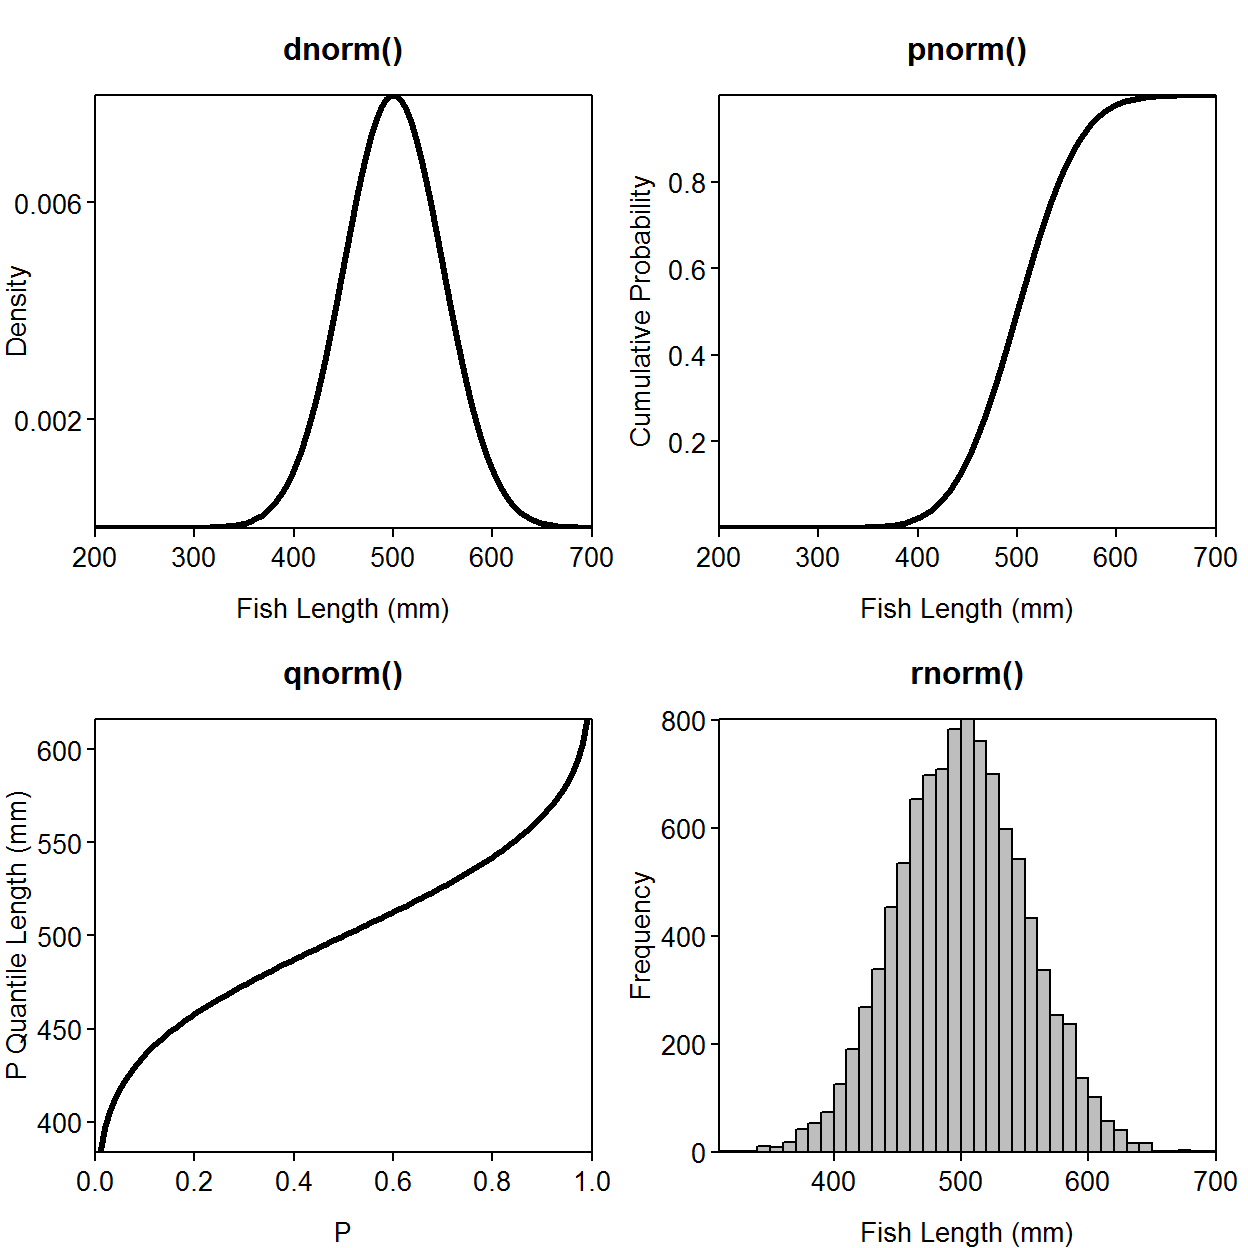 dnorm()
Density
0.006
0.002
200 300 400 500 600 700
Fish Length (mm)
pnorm()
Cumulative Probability
0.8
0.6
0.4
0.2
200 300 400 500 600 700
Fish Length (mm)
qnorm()
P Quantile Length (mm)
600
550
500
450
400
0.0 0.2 0.4 0.6 0.8 1.0
P
rnorm()
Frequency
800
600
400
200
0
400 500 600 700
Fish Length (mm)